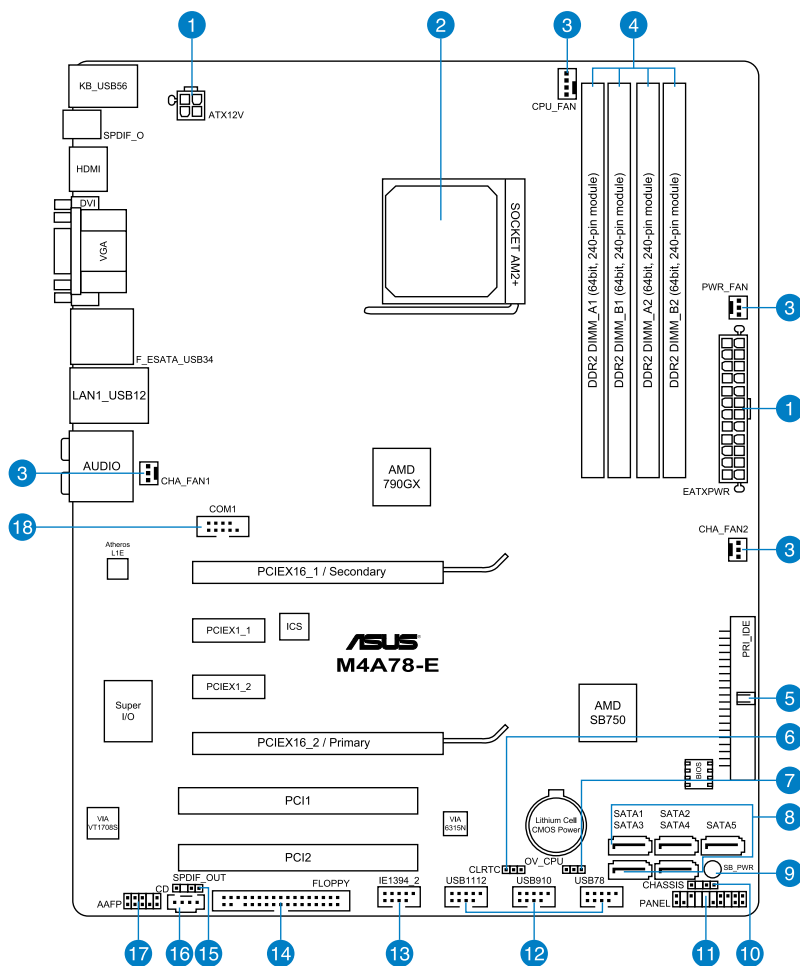 1
2
3
4
KB_USB56
ATX12V
CPU_FAN
SPDIF_O
HDMI
DVI
VGA
SOCKET AM2+
DDR2 DIMM_A1 (64bit, 240-pin module)
DDR2 DIMM_B1 (64bit, 240-pin module)
DDR2 DIMM_A2 (64bit, 240-pin module)
DDR2 DIMM_B2 (64bit, 240-pin module)
PWR_FAN
3
F_ESATA_USB34
LAN1_USB12
1
AUDIO
3
CHA_FAN1
AMD
790GX
EATXPWR
COM1
18
CHA_FAN2
3
Atheros
L1E
PCIEX16_1 / Secondary
PCIEX1_1
ICS
PRI_IDE
ASUS
M4A78-E
PCIEX1_2
Super
I/O
AMD
SB750
5
PCIEX16_2 / Primary
6
BIOS
7
PCI1
Lithium Cell
CMOS Power
SATA1
SATA3
SATA2
SATA4
SATA5
8
VIA
VT1708S
VIA
6315N
PCI2
CLRTC
OV_CPU
SB_PWR
9
SPDIF_OUT
CD
FLOPPY
IE1394_2
USB1112
USB910
USB78
CHASSIS
AAFP
PANEL
17
16
15
14
13
12
11
10